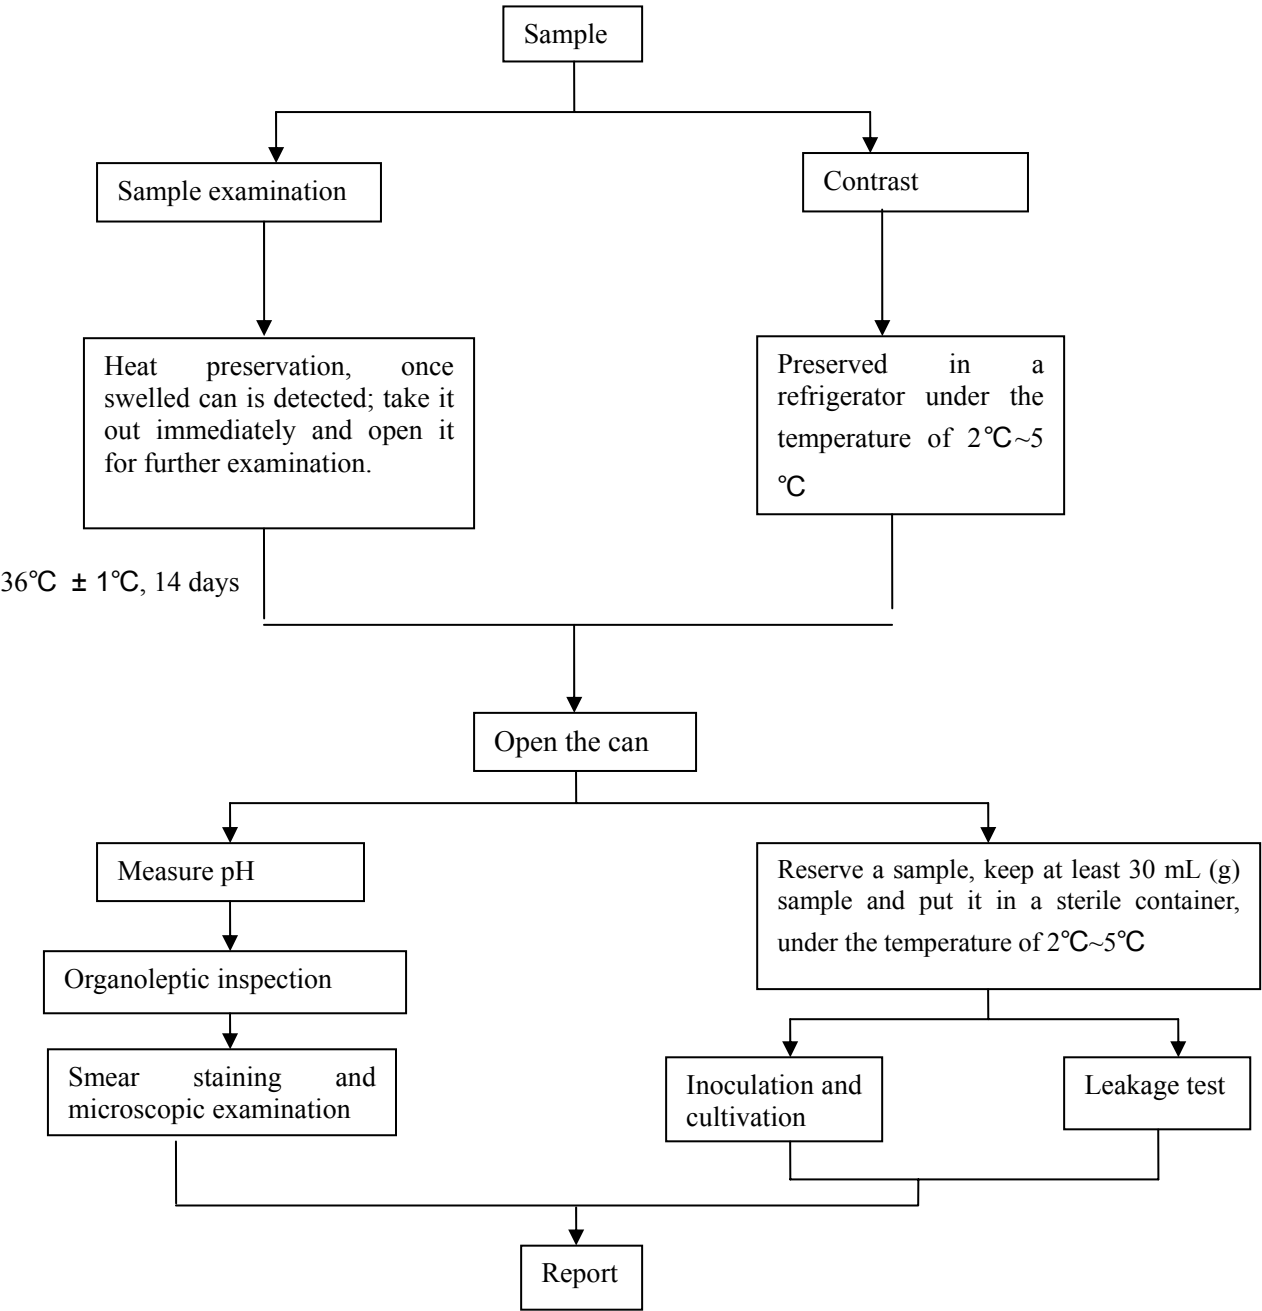 Sample
Sample examination
Contrast
Heat preservation, once
swelled can is detected; take it
out immediately and open it
for further examination.
Preserved in a
refrigerator under the
temperature of 2℃~5
℃
36℃ ± 1℃, 14 days
Open the can
Measure pH
Reserve a sample, keep at least 30 mL (g)
sample and put it in a sterile container,
under the temperature of 2℃~5℃
Organoleptic inspection
Smear staining and
microscopic examination
Inoculation and
cultivation
Leakage test
Report